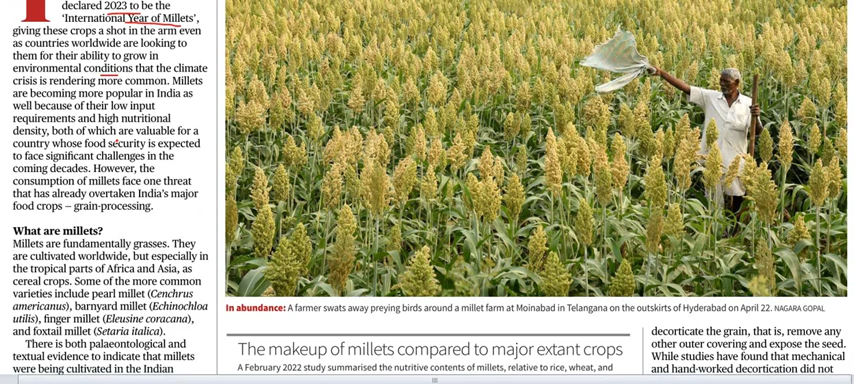 declared 2023 to be the
I
‘International Year of Millets’,
giving these crops a shot in the arm even
as countries worldwide are looking to
them for their ability to grow in
environmental conditions that the climate
crisis is rendering more common. Millets
are becoming more popular in India as
well because of their low input
requirements and high nutritional
density, both of which are valuable for a
country whose food security is expected
to face significant challenges in the
coming decades. However, the
consumption of millets face one threat
that has already overtaken India’s major
food crops — grain-processing.
What are millets?
Millets are fundamentally grasses. They
are cultivated worldwide, but especially in
the tropical parts of Africa and Asia, as
cereal crops. Some of the more common
varieties include pearl millet (Cenchrus
americanus), barnyard millet (Echinochloa
utilis), finger millet (Eleusine coracana),
and foxtail millet (Setaria italica).
There is both palaeontological and
textual evidence to indicate that millets
were being cultivated in the Indian
In abundance: A farmer swats away preying birds around a millet farm at Moinabad in Telangana on the outskirts of Hyderabad on April 22. NAGARA GOPAL
The makeup of millets compared to major extant crops
A February 2022 study summarised the nutritive contents of millets, relative to rice, wheat, and
decorticate the grain, that is, remove any
other outer covering and expose the seed.
While studies have found that mechanical
and hand-worked decortication did not